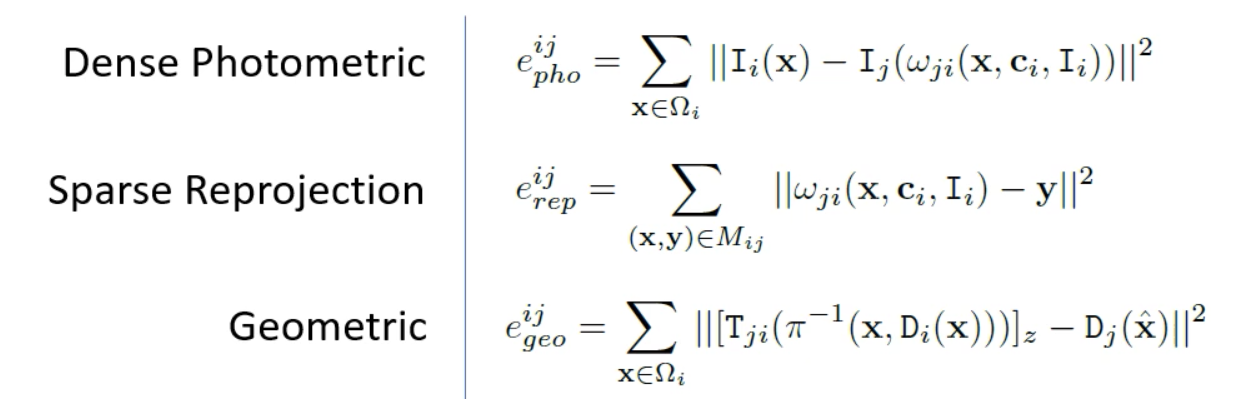 Dense Photometric $e_{pho}^{ij} = \sum_{\mathbf{x} \in \Omega_i} ||\mathtt{I}_i(\mathbf{x}) - \mathtt{I}_j(\omega_{ji}(\mathbf{x}, \mathbf{c}_i, \mathtt{I}_i))||^2$
Sparse Reprojection $e_{rep}^{ij} = \sum_{(\mathbf{x},\mathbf{y}) \in M_{ij}} ||\omega_{ji}(\mathbf{x}, \mathbf{c}_i, \mathtt{I}_i) - \mathbf{y}||^2$
Geometric $e_{geo}^{ij} = \sum_{\mathbf{x} \in \Omega_i} ||[\mathtt{T}_{ji}(\pi^{-1}(\mathbf{x}, \mathtt{D}_i(\mathbf{x})))]_z - \mathtt{D}_j(\hat{\mathbf{x}})||^2$